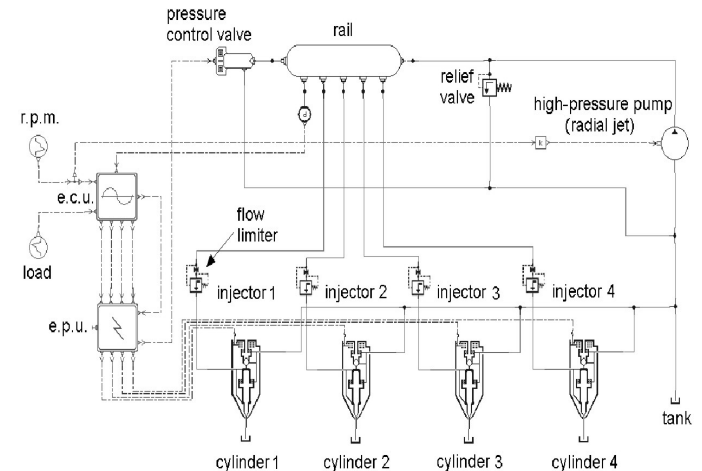 pressure
control valve
rail
relief
valve
high-pressure pump
(radial jet)
r.p.m.
k
e.c.u.
flow
limiter
load
injector 1
injector 2
injector 3
injector 4
e.p.u.
tank
cylinder 1
cylinder 2
cylinder 3
cylinder 4